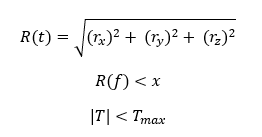 R(t) = √((r_x)² + (r_y)² + (r_z)²)
R(f) < x
|T| < T_max